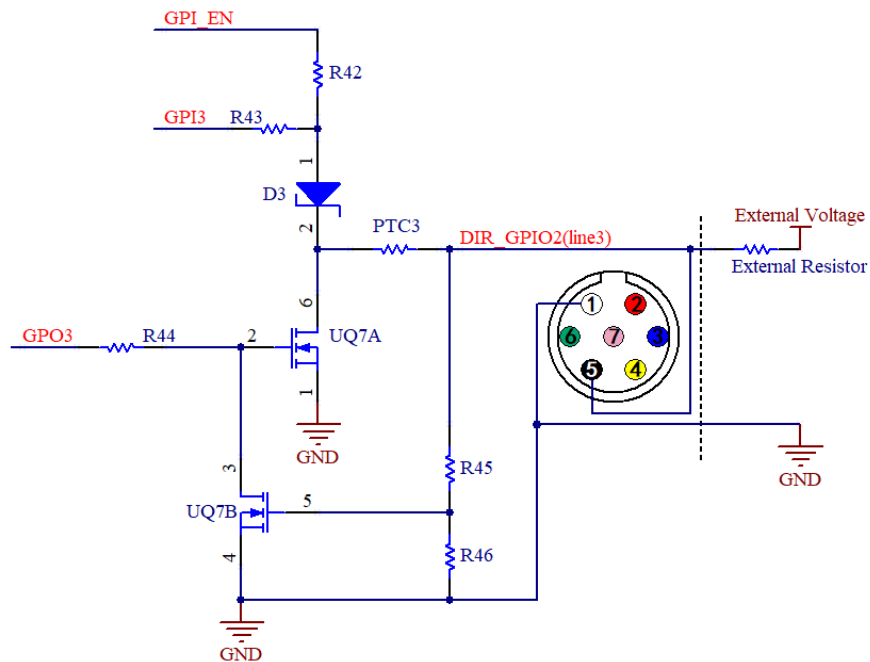 GPI_EN
R42
GPI3
R43
1
D3
PTC3
2
DIR_GPIO2(line3)
External Voltage
External Resistor
1
2
6
7
3
5
4
6
GPO3
R44
2
UQ7A
1
GND
GND
3
R45
UQ7B
5
4
R46
GND